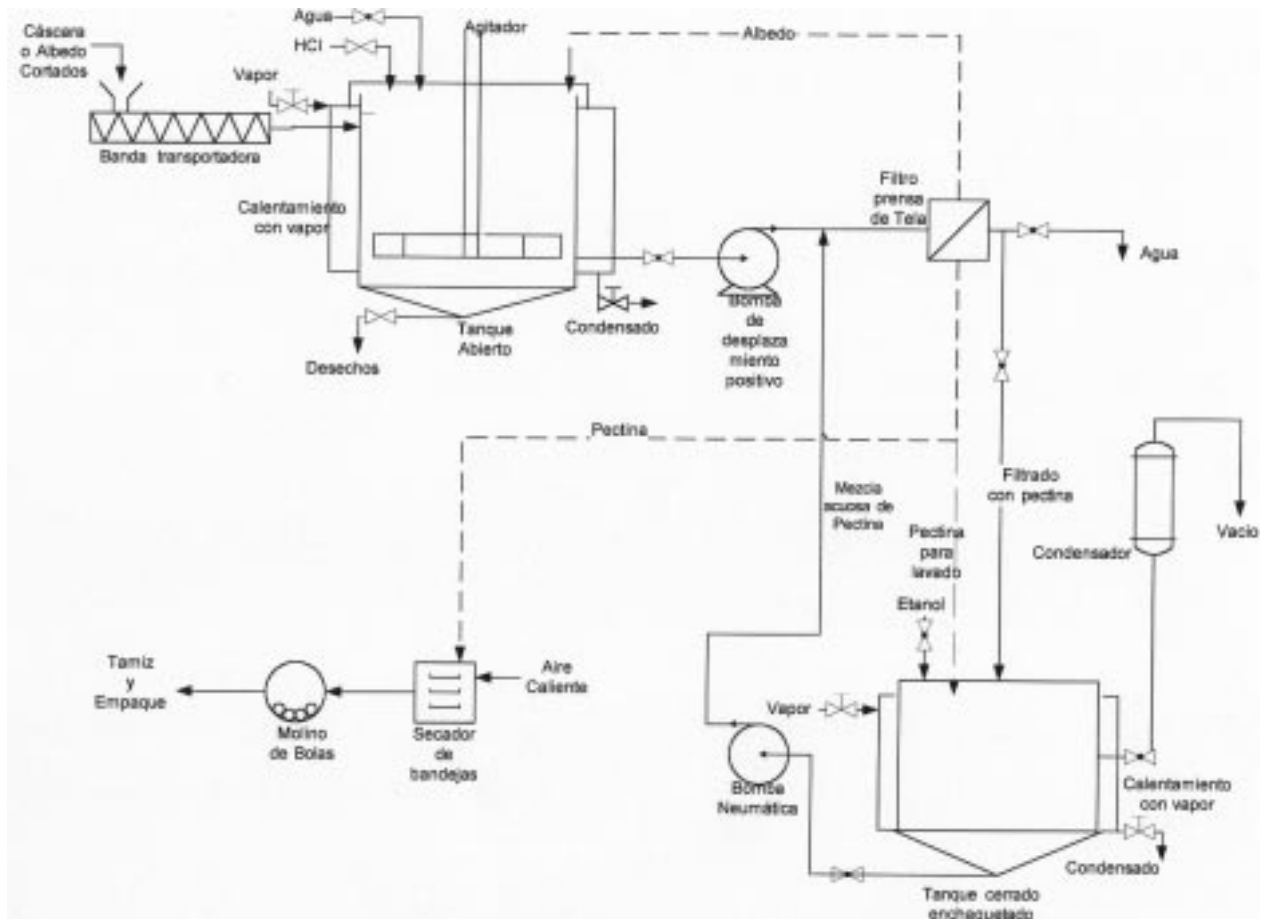 Cáscara
o Albedo
Cortados
Agua
HCl
Agitador
Albedo
Vapor
Banda transportadora
Calentamiento
con vapor
Filtro
prensa
de Tela
Agua
Tanque
Abierto
Condensado
Desechos
Bomba
de
desplaza
miento
positivo
Pectina
Mezcla
acuosa de
Pectina
Filtrado
con pectina
Pectina
para
lavado
Condensador
Vacio
Etanol
Tamiz
y
Empaque
Aire
Caliente
Molino
de Bolas
Secador
de
bandejas
Vapor
Bomba
Neumática
Calentamiento
con vapor
Condensado
Tanque cerrado
enchaquetado